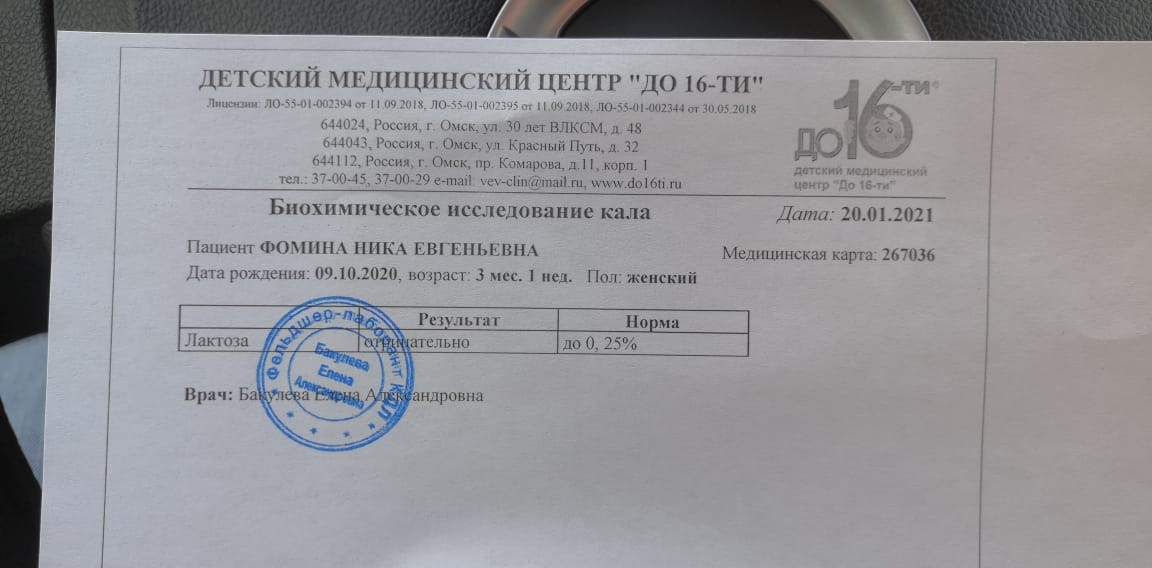 ДЕТСКИЙ МЕДИЦИНСКИЙ ЦЕНТР "ДО 16-ТИ"
Лицензии: ЛО-55-01-002394 от 11.09.2018, ЛО-55-01-002395 от 11.09.2018, ЛО-55-01-002344 от 30.05.2018
644024, Россия, г. Омск, ул. 30 лет ВЛКСМ, д. 48
644043, Россия, г. Омск, ул. Красный Путь, д. 32
644112, Россия, г. Омск, пр. Комарова, д.11, корп. 1
тел.: 37-00-45, 37-00-29 e-mail. vev-clin@mail.ru, www.do16ti.ru
ДО 16-ТИ®
детский медицинский
центр "До 16-ти"
Биохимическое исследование кала Дата: 20.01.2021
Пациент ФОМИНА НИКА ЕВГЕНЬЕВНА Медицинская карта: 267036
Дата рождения: 09.10.2020, возраст: 3 мес. 1 нед. Пол: женский
Результат Норма
Лактоза отрицательно до 0, 25%
Врач: Бакулева Елена Александровна
Фельдшер-лаборант КДЛ
Бакулева
Елена
Александровна